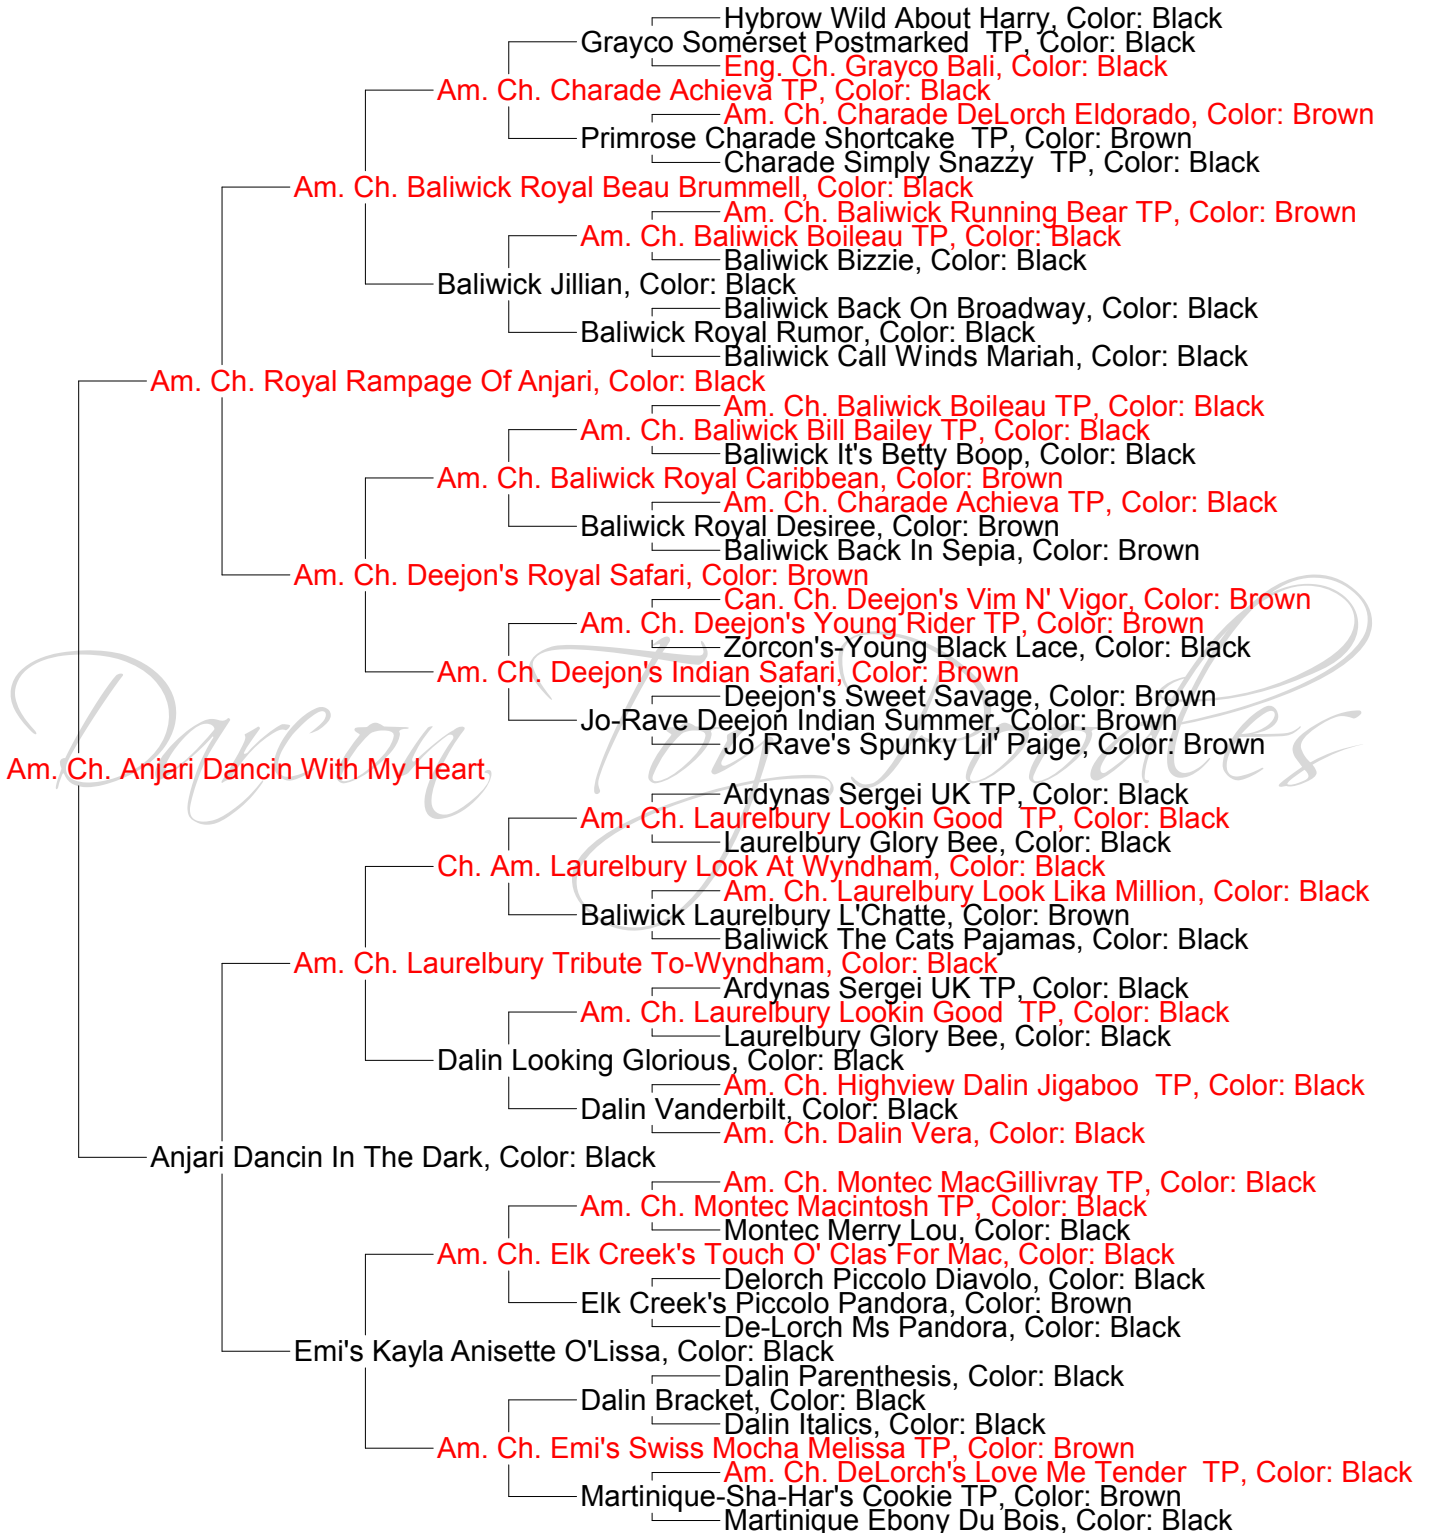 Hybrow Wild About Harry, Color: Black
Grayco Somerset Postmarked  TP, Color: Black
Eng. Ch. Grayco Bali, Color: Black
Am. Ch. Charade Achieva TP, Color: Black
Am. Ch. Charade DeLorch Eldorado, Color: Brown
Primrose Charade Shortcake  TP, Color: Brown
Charade Simply Snazzy  TP, Color: Black
Am. Ch. Baliwick Royal Beau Brummell, Color: Black
Am. Ch. Baliwick Running Bear TP, Color: Brown
Am. Ch. Baliwick Boileau TP, Color: Black
Baliwick Bizzie, Color: Black
Baliwick Jillian, Color: Black
Baliwick Back On Broadway, Color: Black
Baliwick Royal Rumor, Color: Black
Baliwick Call Winds Mariah, Color: Black
Am. Ch. Royal Rampage Of Anjari, Color: Black
Am. Ch. Baliwick Boileau TP, Color: Black
Am. Ch. Baliwick Bill Bailey TP, Color: Black
Baliwick It's Betty Boop, Color: Black
Am. Ch. Baliwick Royal Caribbean, Color: Brown
Am. Ch. Charade Achieva TP, Color: Black
Baliwick Royal Desiree, Color: Brown
Baliwick Back In Sepia, Color: Brown
Am. Ch. Deejon's Royal Safari, Color: Brown
Can. Ch. Deejon's Vim N' Vigor, Color: Brown
Am. Ch. Deejon's Young Rider TP, Color: Brown
Zorcon's-Young Black Lace, Color: Black
Am. Ch. Deejon's Indian Safari, Color: Brown
Deejon's Sweet Savage, Color: Brown
Jo-Rave Deejon Indian Summer, Color: Brown
Jo Rave's Spunky Lil' Paige, Color: Brown
Darcon Toy Poodles
Am. Ch. Anjari Dancin With My Heart
Ardynas Sergei UK TP, Color: Black
Am. Ch. Laurelbury Lookin Good  TP, Color: Black
Laurelbury Glory Bee, Color: Black
Ch. Am. Laurelbury Look At Wyndham, Color: Black
Am. Ch. Laurelbury Look Lika Million, Color: Black
Baliwick Laurelbury L'Chatte, Color: Brown
Baliwick The Cats Pajamas, Color: Black
Am. Ch. Laurelbury Tribute To-Wyndham, Color: Black
Ardynas Sergei UK TP, Color: Black
Am. Ch. Laurelbury Lookin Good  TP, Color: Black
Laurelbury Glory Bee, Color: Black
Dalin Looking Glorious, Color: Black
Am. Ch. Highview Dalin Jigaboo  TP, Color: Black
Dalin Vanderbilt, Color: Black
Am. Ch. Dalin Vera, Color: Black
Anjari Dancin In The Dark, Color: Black
Am. Ch. Montec MacGillivray TP, Color: Black
Am. Ch. Montec Macintosh TP, Color: Black
Montec Merry Lou, Color: Black
Am. Ch. Elk Creek's Touch O' Clas For Mac, Color: Black
Delorch Piccolo Diavolo, Color: Black
Elk Creek's Piccolo Pandora, Color: Brown
De-Lorch Ms Pandora, Color: Black
Emi's Kayla Anisette O'Lissa, Color: Black
Dalin Parenthesis, Color: Black
Dalin Bracket, Color: Black
Dalin Italics, Color: Black
Am. Ch. Emi's Swiss Mocha Melissa TP, Color: Brown
Am. Ch. DeLorch's Love Me Tender  TP, Color: Black
Martinique-Sha-Har's Cookie TP, Color: Brown
Martinique Ebony Du Bois, Color: Black